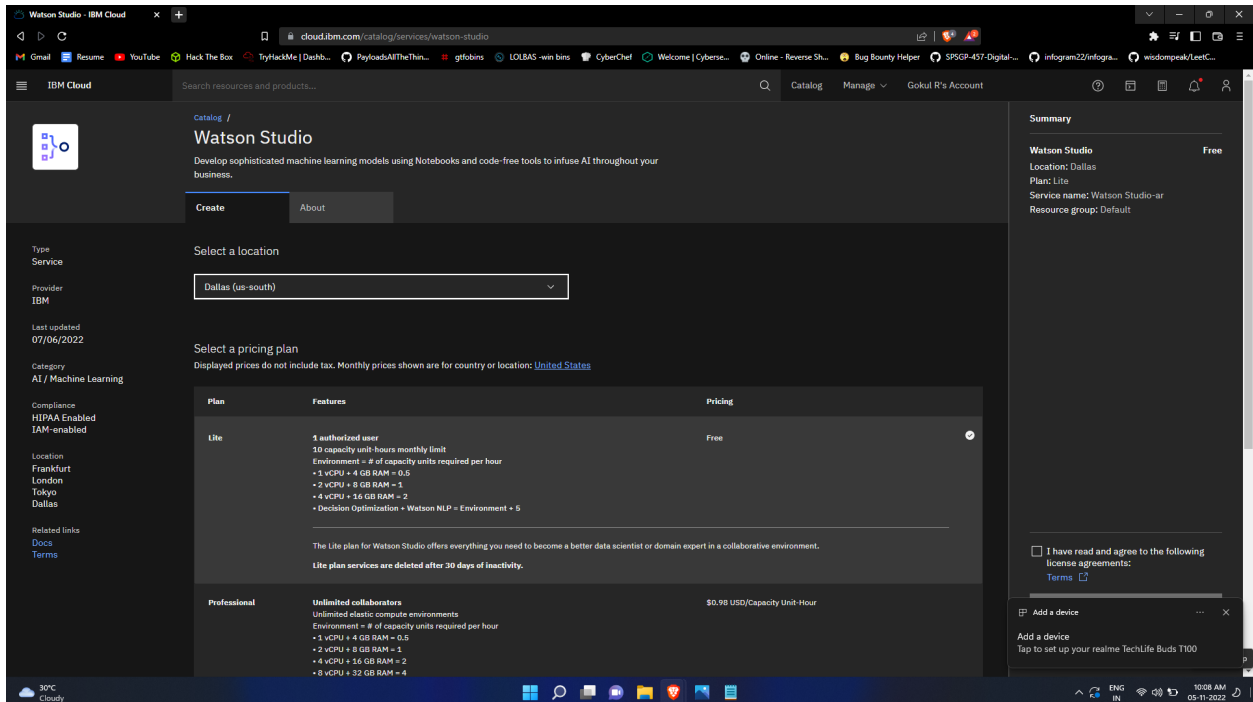 Watson Studio - IBM Cloud
cloud.ibm.com/catalog/services/watson-studio
Gmail Resume YouTube Hack The Box TryHackMe | Dashb... PayloadsAllTheThin... gtfobins LOLBAS -win bins CyberChef Welcome | Cyberse... Online - Reverse Sh... Bug Bounty Helper SPSGP-457-Digital-... infogram22/infogra... wisdompeak/LeetC...
IBM Cloud
Search resources and products...
Catalog Manage Gokul R's Account
Catalog /
Watson Studio
Develop sophisticated machine learning models using Notebooks and code-free tools to infuse AI throughout your
business.
Create About
Type
Service
Provider
IBM
Last updated
07/06/2022
Category
AI / Machine Learning
Compliance
HIPAA Enabled
IAM-enabled
Location
Frankfurt
London
Tokyo
Dallas
Related links
Docs
Terms
Select a location
Dallas (us-south)
Select a pricing plan
Displayed prices do not include tax. Monthly prices shown are for country or location: United States
Plan Features Pricing
Lite 1 authorized user Free
10 capacity unit-hours monthly limit
Environment = # of capacity units required per hour
• 1 vCPU + 4 GB RAM = 0.5
• 2 vCPU + 8 GB RAM = 1
• 4 vCPU + 16 GB RAM = 2
• Decision Optimization + Watson NLP = Environment + 5
The Lite plan for Watson Studio offers everything you need to become a better data scientist or domain expert in a collaborative environment.
Lite plan services are deleted after 30 days of inactivity.
Professional Unlimited collaborators $0.98 USD/Capacity Unit-Hour
Unlimited elastic compute environments
Environment = # of capacity units required per hour
• 1 vCPU + 4 GB RAM = 0.5
• 2 vCPU + 8 GB RAM = 1
• 4 vCPU + 16 GB RAM = 2
• 8 vCPU + 32 GB RAM = 4
Summary
Watson Studio Free
Location: Dallas
Plan: Lite
Service name: Watson Studio-ar
Resource group: Default
I have read and agree to the following
license agreements:
Terms
Add a device
Add a device
Tap to set up your realme TechLife Buds T100
30°C
Cloudy
ENG
IN
10:08 AM
05-11-2022